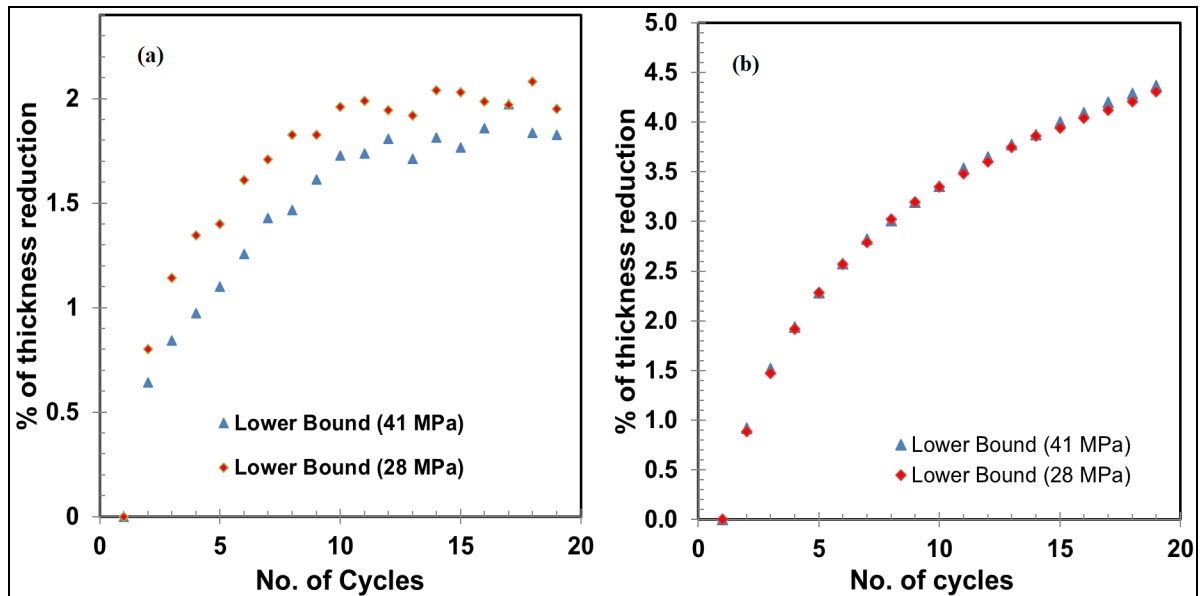 (a)
% of thickness reduction
2
1.5
1
0.5
0
Lower Bound (41 MPa)
Lower Bound (28 MPa)
0 5 10 15 20
No. of Cycles
(b)
% of thickness reduction
5.0
4.5
4.0
3.5
3.0
2.5
2.0
1.5
1.0
0.5
0.0
Lower Bound (41 MPa)
Lower Bound (28 MPa)
0 5 10 15 20
No. of cycles